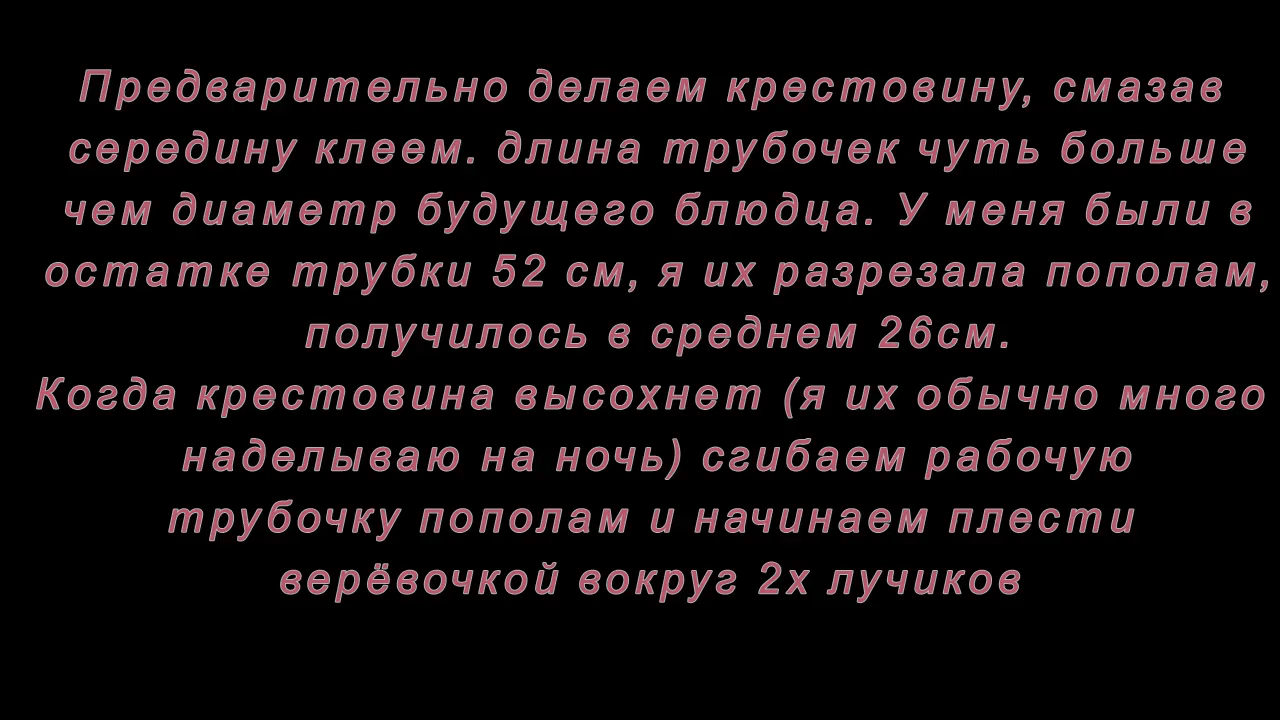 Предварительно делаем крестовину, смазав
середину клеем. длина трубочек чуть больше
чем диаметр будущего блюдца. У меня были в
остатке трубки 52 см, я их разрезала пополам,
получилось в среднем 26см.
Когда крестовина высохнет (я их обычно много
наделываю на ночь) сгибаем рабочую
трубочку пополам и начинаем плести
верёвочкой вокруг 2х лучиков